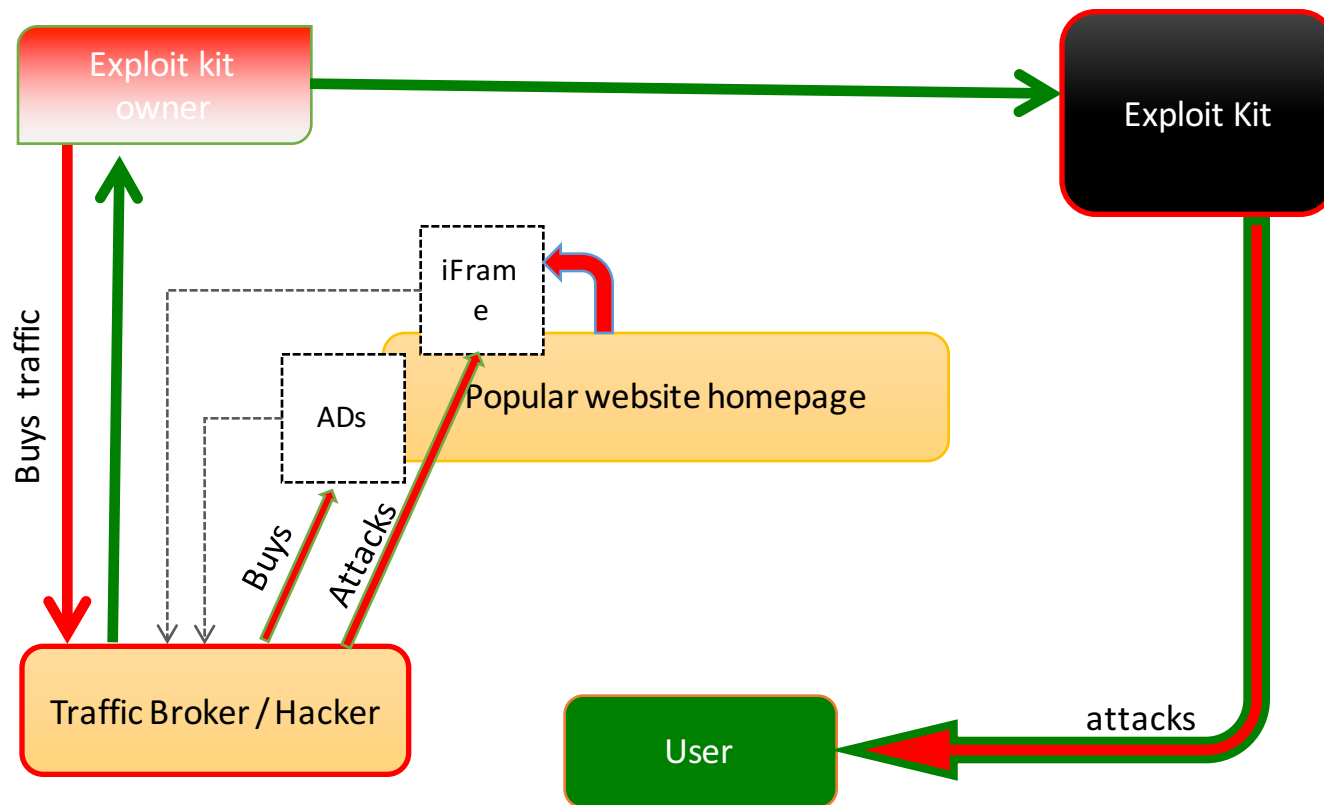 Exploit kit
owner
Exploit Kit
iFram
e
Buys traffic
Popular website homepage
ADs
Buys
Attacks
Traffic Broker / Hacker
User
attacks